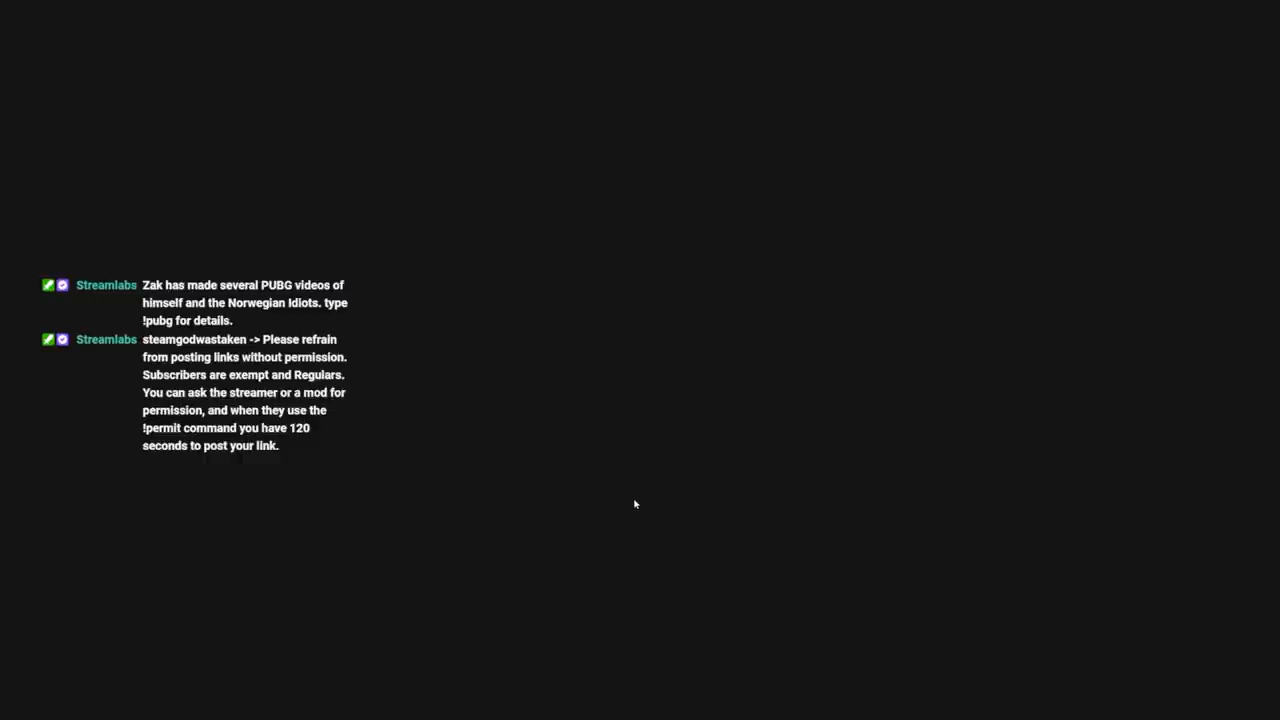 Streamlabs Zak has made several PUBG videos of
himself and the Norwegian Idiots. type
!pubg for details.
Streamlabs steamgodwastaken -> Please refrain
from posting links without permission.
Subscribers are exempt and Regulars.
You can ask the streamer or a mod for
permission, and when they use the
!permit command you have 120
seconds to post your link.